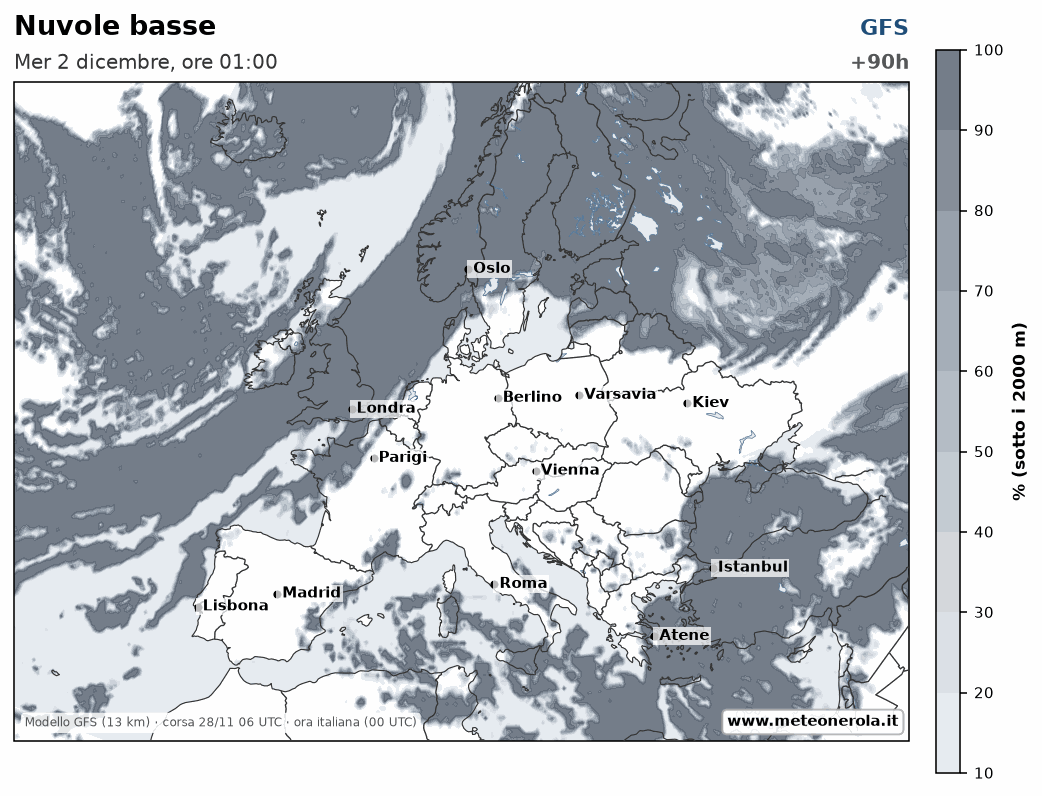 Nuvole basse
GFS
Mer 2 dicembre, ore 01:00
+90h
100
90
80
70
60
50
40
30
20
10
% (sotto i 2000 m)
Oslo
Londra
Berlino
Varsavia
Kiev
Parigi
Vienna
Istanbul
Roma
Madrid
Lisbona
Atene
Modello GFS (13 km) · corsa 28/11 06 UTC · ora italiana (00 UTC)
www.meteonerola.it